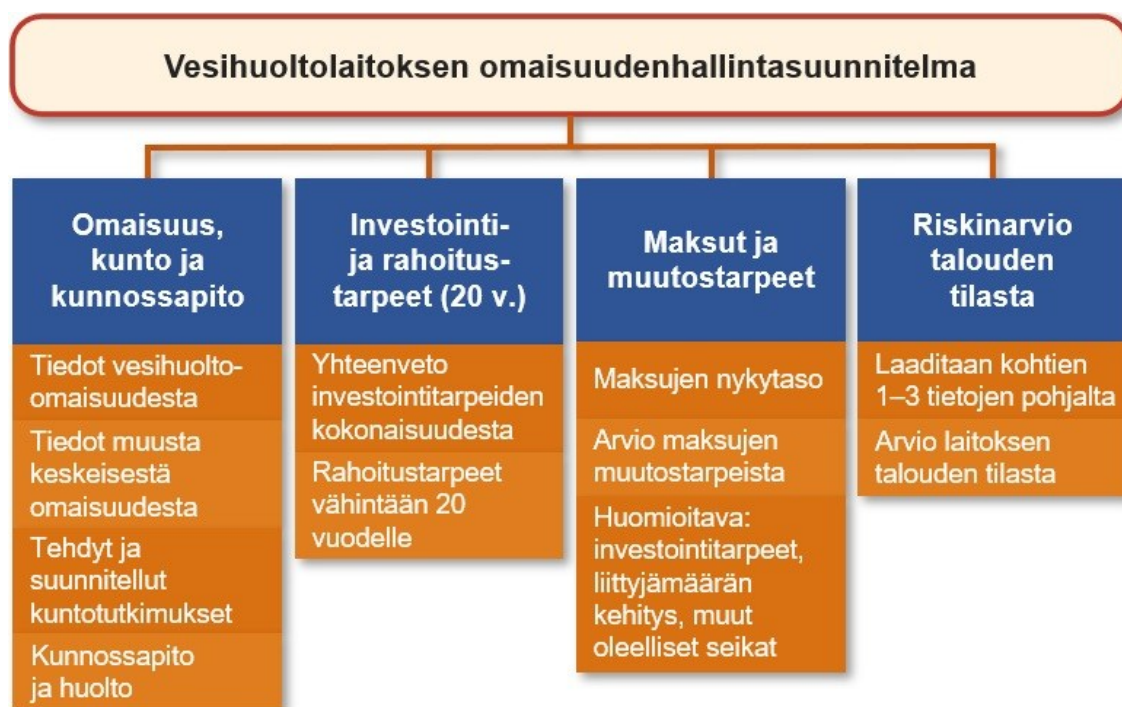 Vesihuoltolaitoksen omaisuudenhallintasuunnitelma
Omaisuus,
kunto ja
kunnossapito
Tiedot vesihuolto-
omaisuudesta
Tiedot muusta
keskeisestä
omaisuudesta
Tehdyt ja
suunnitellut
kuntotutkimukset
Kunnossapito
ja huolto
Investointi-
ja rahoitus-
tarpeet (20 v.)
Yhteenveto
investointitarpeiden
kokonaisuudesta
Rahoitustarpeet
vähintään 20
vuodelle
Maksut ja
muutostarpeet
Maksujen nykytaso
Arvio maksujen
muutostarpeista
Huomioitava:
investointitarpeet,
liittyjämäärän
kehitys, muut
oleelliset seikat
Riskinarvio
talouden
tilasta
Laaditaan kohtien
1–3 tietojen pohjalta
Arvio laitoksen
talouden tilasta